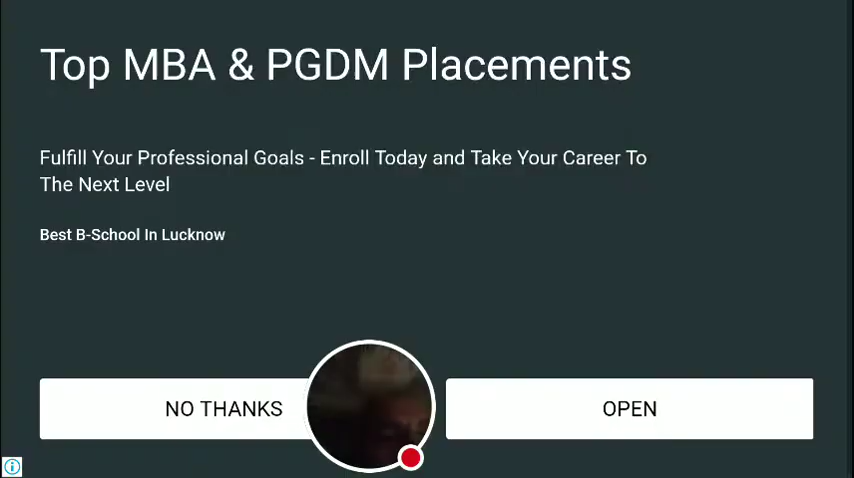 Top MBA & PGDM Placements
Fulfill Your Professional Goals - Enroll Today and Take Your Career To
The Next Level
Best B-School In Lucknow
NO THANKS
OPEN